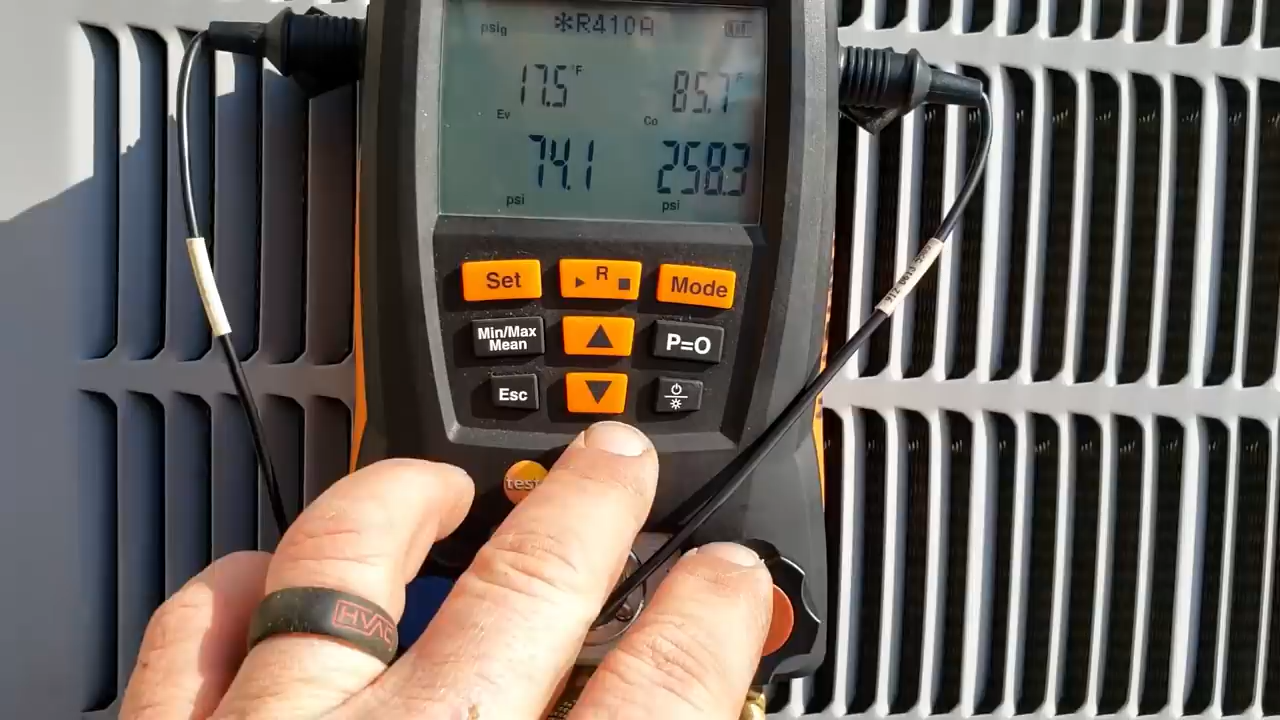 psig ❄R410A
17.5°F 85.7°F
Ev Co
74.1 258.3
psi psi
Set R Mode
Min/Max
Mean
P=O
Esc
test
HVAC